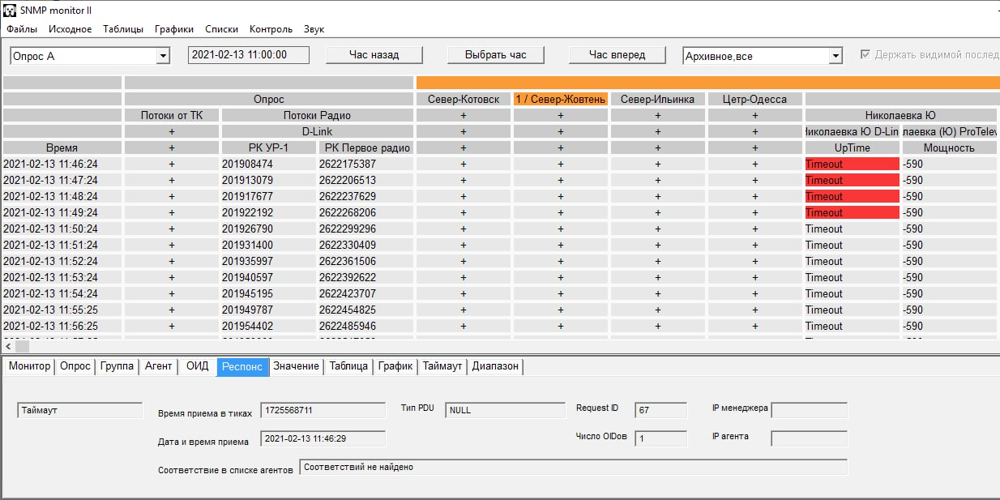 SNMP monitor II
Файлы Исходное Таблицы Графики Списки Контроль Звук
Опрос А 2021-02-13 11:00:00 Час назад Выбрать час Час вперед Архивное,все Держать видимой послед
Опрос Север-Котовск 1 / Север-Жовтень Север-Ильинка Цетр-Одесса
Потоки от ТК Потоки Радио + + + + Николаевка Ю
+ D-Link + + + + Николаевка Ю D-Lin лаевка (Ю) ProTelev
Время + РК УР-1 РК Первое радио + + + + UpTime Мощность
2021-02-13 11:46:24 + 201908474 2622175387 + + + + Timeout -590
2021-02-13 11:47:24 + 201913079 2622206513 + + + + Timeout -590
2021-02-13 11:48:24 + 201917677 2622237629 + + + + Timeout -590
2021-02-13 11:49:24 + 201922192 2622268206 + + + + Timeout -590
2021-02-13 11:50:24 + 201926790 2622299296 + + + + Timeout -590
2021-02-13 11:51:24 + 201931400 2622330409 + + + + Timeout -590
2021-02-13 11:52:24 + 201935997 2622361506 + + + + Timeout -590
2021-02-13 11:53:24 + 201940597 2622392622 + + + + Timeout -590
2021-02-13 11:54:24 + 201945195 2622423707 + + + + Timeout -590
2021-02-13 11:55:25 + 201949787 2622454825 + + + + Timeout -590
2021-02-13 11:56:25 + 201954402 2622485946 + + + + Timeout -590
Монитор Опрос Группа Агент ОИД Респонс Значение Таблица График Таймаут Диапазон
Таймаут Время приема в тиках 1725568711 Тип PDU NULL Request ID 67 IP менеджера
Дата и время приема 2021-02-13 11:46:29 Число OIDов 1 IP агента
Соответствие в списке агентов Соответствий не найдено